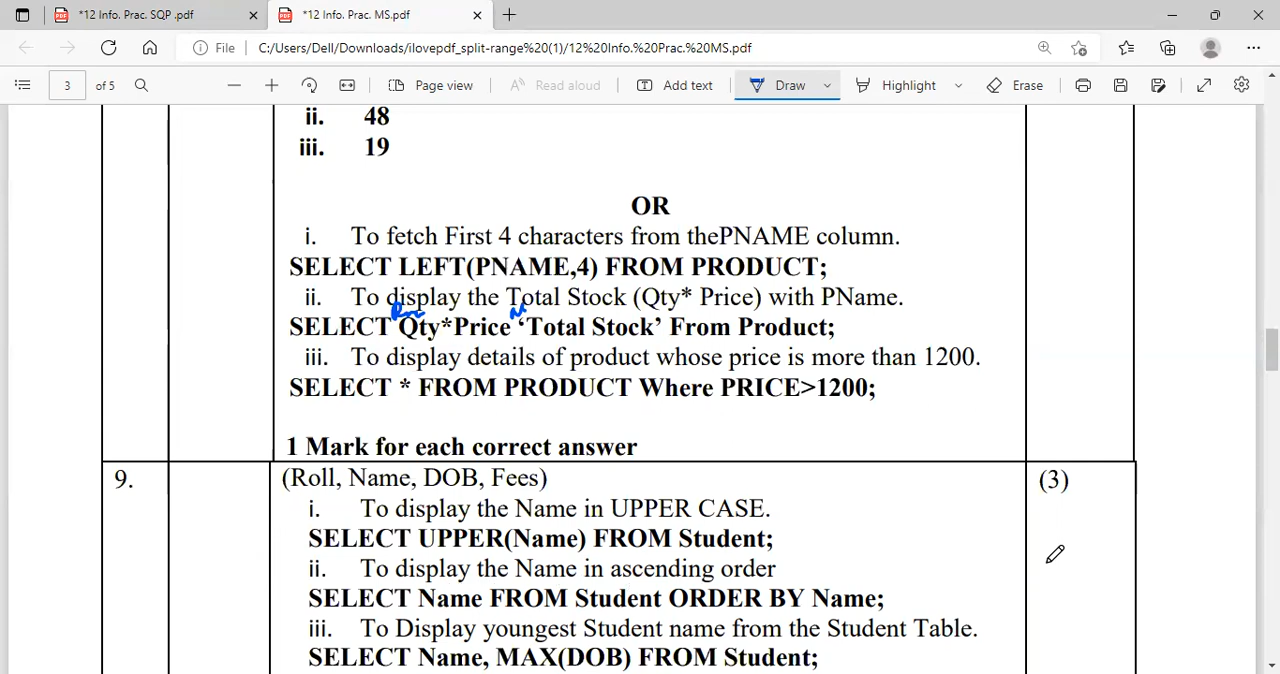 *12 Info. Prac. SQP .pdf
*12 Info. Prac. MS.pdf
File C:/Users/Dell/Downloads/ilovepdf_split-range%20(1)/12%20Info.%20Prac.%20MS.pdf
3 of 5 Page view Read aloud Add text Draw Highlight Erase
ii. 48
iii. 19
OR
i. To fetch First 4 characters from thePNAME column.
SELECT LEFT(PNAME,4) FROM PRODUCT;
ii. To display the Total Stock (Qty* Price) with PName.
SELECT Qty*Price ‘Total Stock’ From Product;
iii. To display details of product whose price is more than 1200.
SELECT * FROM PRODUCT Where PRICE>1200;
1 Mark for each correct answer
9. (Roll, Name, DOB, Fees) (3)
i. To display the Name in UPPER CASE.
SELECT UPPER(Name) FROM Student;
ii. To display the Name in ascending order
SELECT Name FROM Student ORDER BY Name;
iii. To Display youngest Student name from the Student Table.
SELECT Name, MAX(DOB) FROM Student;